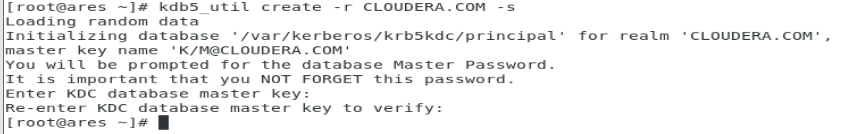 [root@ares ~]# kdb5_util create -r CLOUDERA.COM -s
Loading random data
Initializing database '/var/kerberos/krb5kdc/principal' for realm 'CLOUDERA.COM',
master key name 'K/M@CLOUDERA.COM'
You will be prompted for the database Master Password.
It is important that you NOT FORGET this password.
Enter KDC database master key:
Re-enter KDC database master key to verify:
[root@ares ~]#